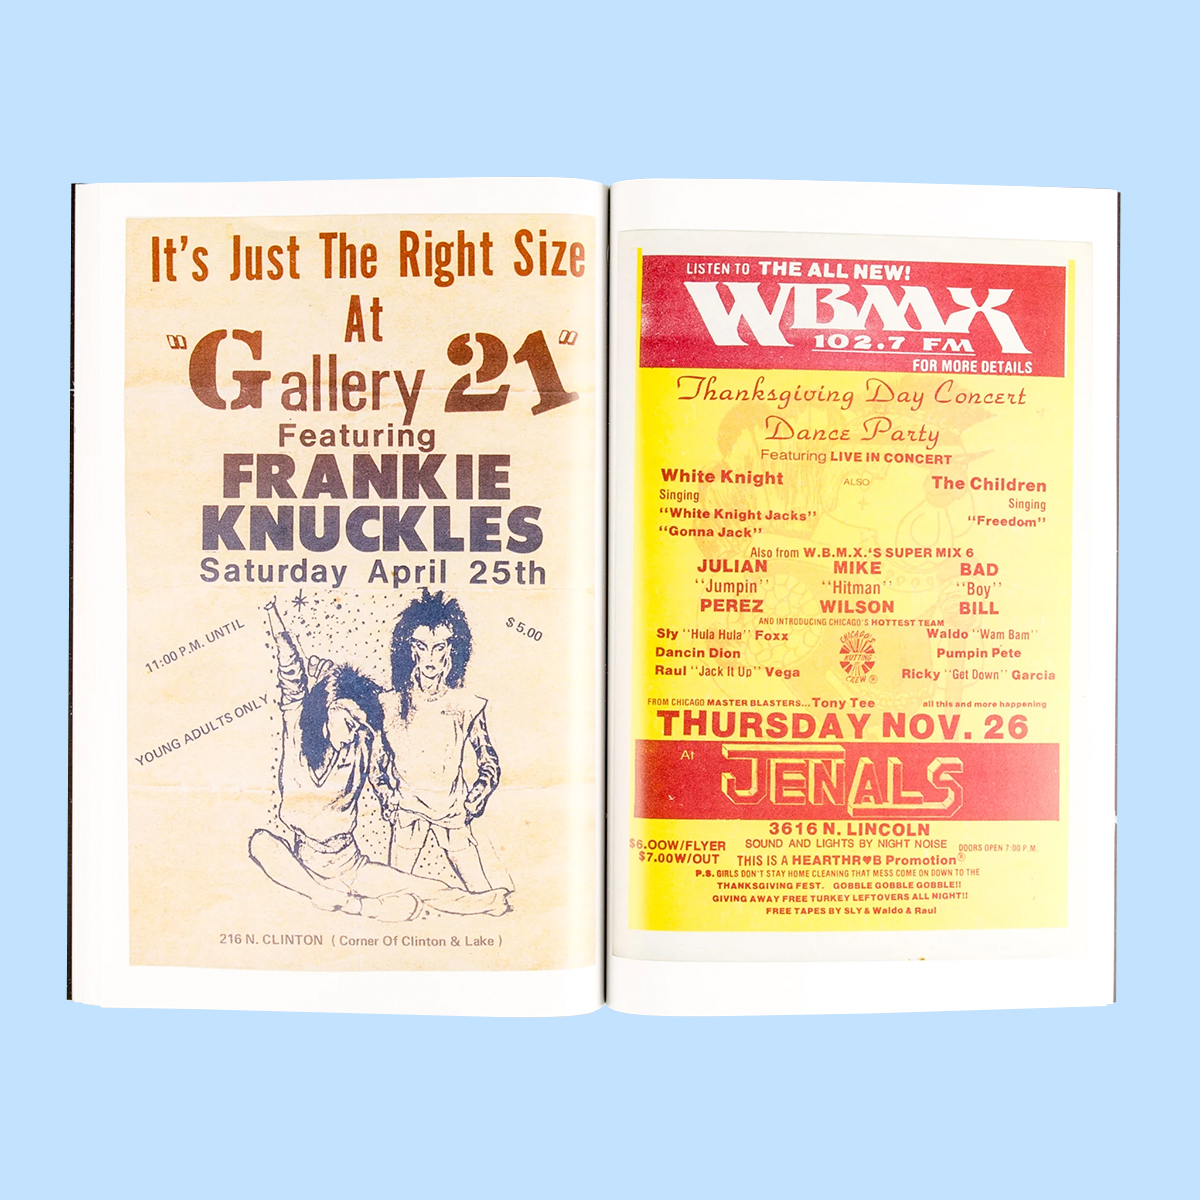 It's Just The Right Size
At
"Gallery 21"
Featuring
FRANKIE
KNUCKLES
Saturday April 25th
11:00 P.M. UNTIL
$5.00
YOUNG ADULTS ONLY
216 N. CLINTON ( Corner Of Clinton & Lake )
LISTEN TO THE ALL NEW!
WBMX
102.7 FM
FOR MORE DETAILS
Thanksgiving Day Concert
Dance Party
Featuring LIVE IN CONCERT
White Knight
Singing
"White Knight Jacks"
"Gonna Jack"
ALSO
The Children
Singing
"Freedom"
Also from W.B.M.X.'S SUPER MIX 6
JULIAN
"Jumpin"
PEREZ
MIKE
"Hitman"
WILSON
BAD
"Boy"
BILL
AND INTRODUCING CHICAGO'S HOTTEST TEAM
Sly "Hula Hula" Foxx
Dancin Dion
Raul "Jack It Up" Vega
CHICAGO'S
KUTTING
CREW ®
Waldo "Wam Bam"
Pumpin Pete
Ricky "Get Down" Garcia
FROM CHICAGO MASTER BLASTERS... Tony Tee
all this and more happening
THURSDAY NOV. 26
At JENALS
3616 N. LINCOLN
SOUND AND LIGHTS BY NIGHT NOISE
DOORS OPEN 7:00 P.M.
$6.00W/FLYER
$7.00W/OUT
THIS IS A HEARTHR♥B Promotion®
P.S. GIRLS DON'T STAY HOME CLEANING THAT MESS COME ON DOWN TO THE
THANKSGIVING FEST. GOBBLE GOBBLE GOBBLE!!
GIVING AWAY FREE TURKEY LEFTOVERS ALL NIGHT!!
FREE TAPES BY SLY & Waldo & Raul